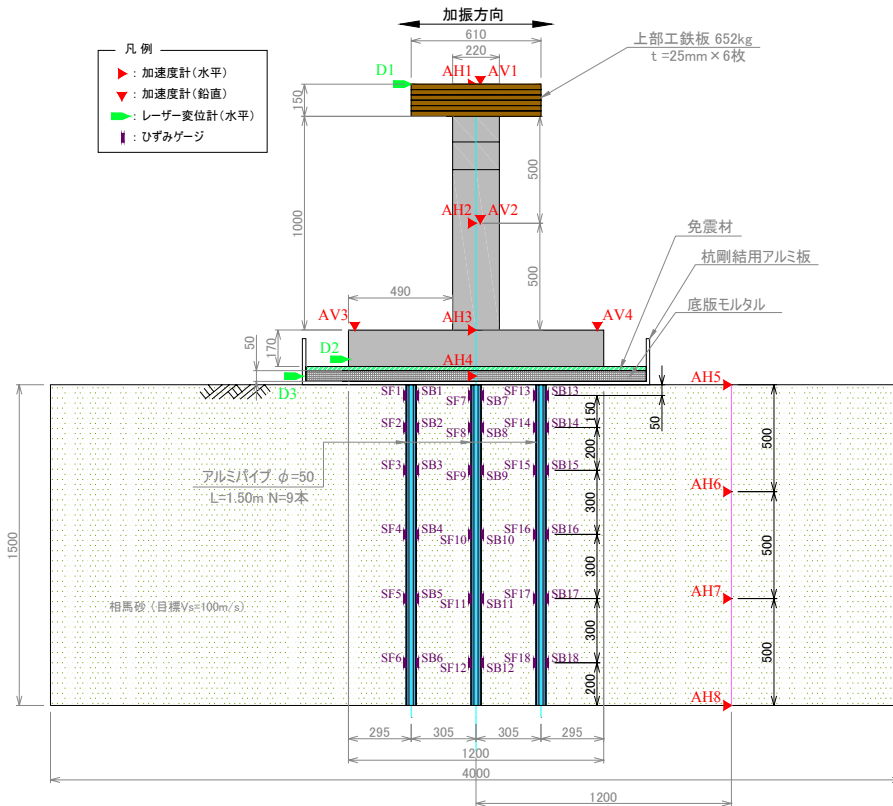 加振方向
610
220
上部工鉄板 652kg
t =25mm×6枚
凡 例
: 加速度計(水平)
: 加速度計(鉛直)
: レーザー変位計(水平)
: ひずみゲージ
D1
AH1
AV1
150
1000
500
AH2
AV2
500
免震材
杭剛結用アルミ板
底版モルタル
490
AV3
AH3
AV4
170
D2
50
AH4
D3
AH5
SF1
SB1
SF7
SB7
SF13
SB13
50
150
SF2
SB2
SF8
SB8
SF14
SB14
200
SF3
SB3
SF9
SB9
SF15
SB15
500
アルミパイプ φ=50
L=1.50m N=9本
AH6
300
SF4
SB4
SF10
SB10
SF16
SB16
1500
500
300
相馬砂 (目標Vs=100m/s)
SF5
SB5
SF11
SB11
SF17
SB17
AH7
300
500
SF6
SB6
SF12
SB12
SF18
SB18
200
AH8
295
305
305
295
1200
4000
1200